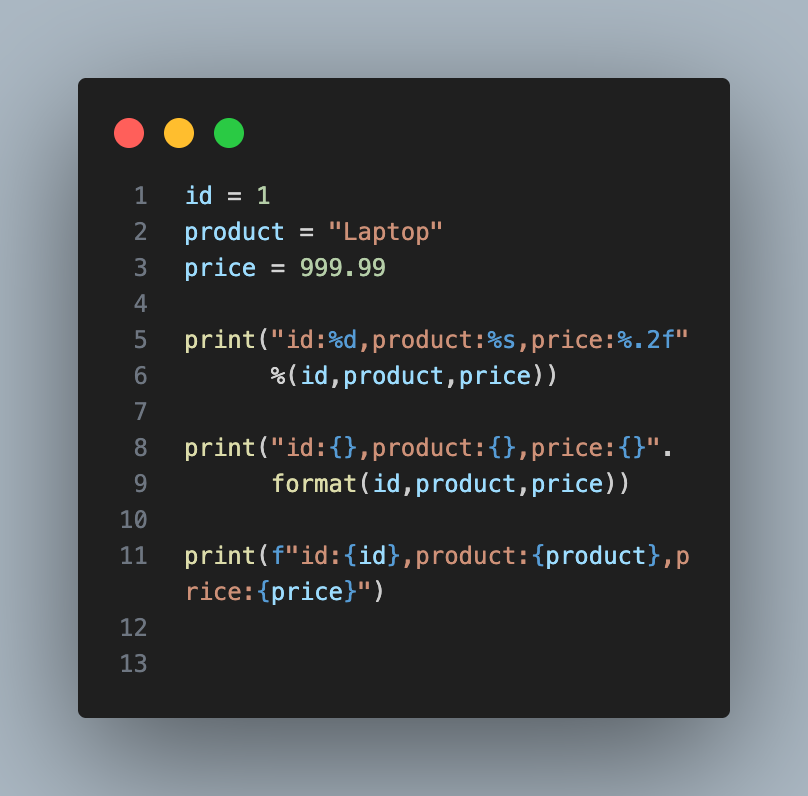 1 id = 1
2 product = "Laptop"
3 price = 999.99
4
5 print("id:%d,product:%s,price:%.2f"
6       %(id,product,price))
7
8 print("id:{},product:{},price:{}".
9       format(id,product,price))
10
11 print(f"id:{id},product:{product},p
rice:{price}")
12
13